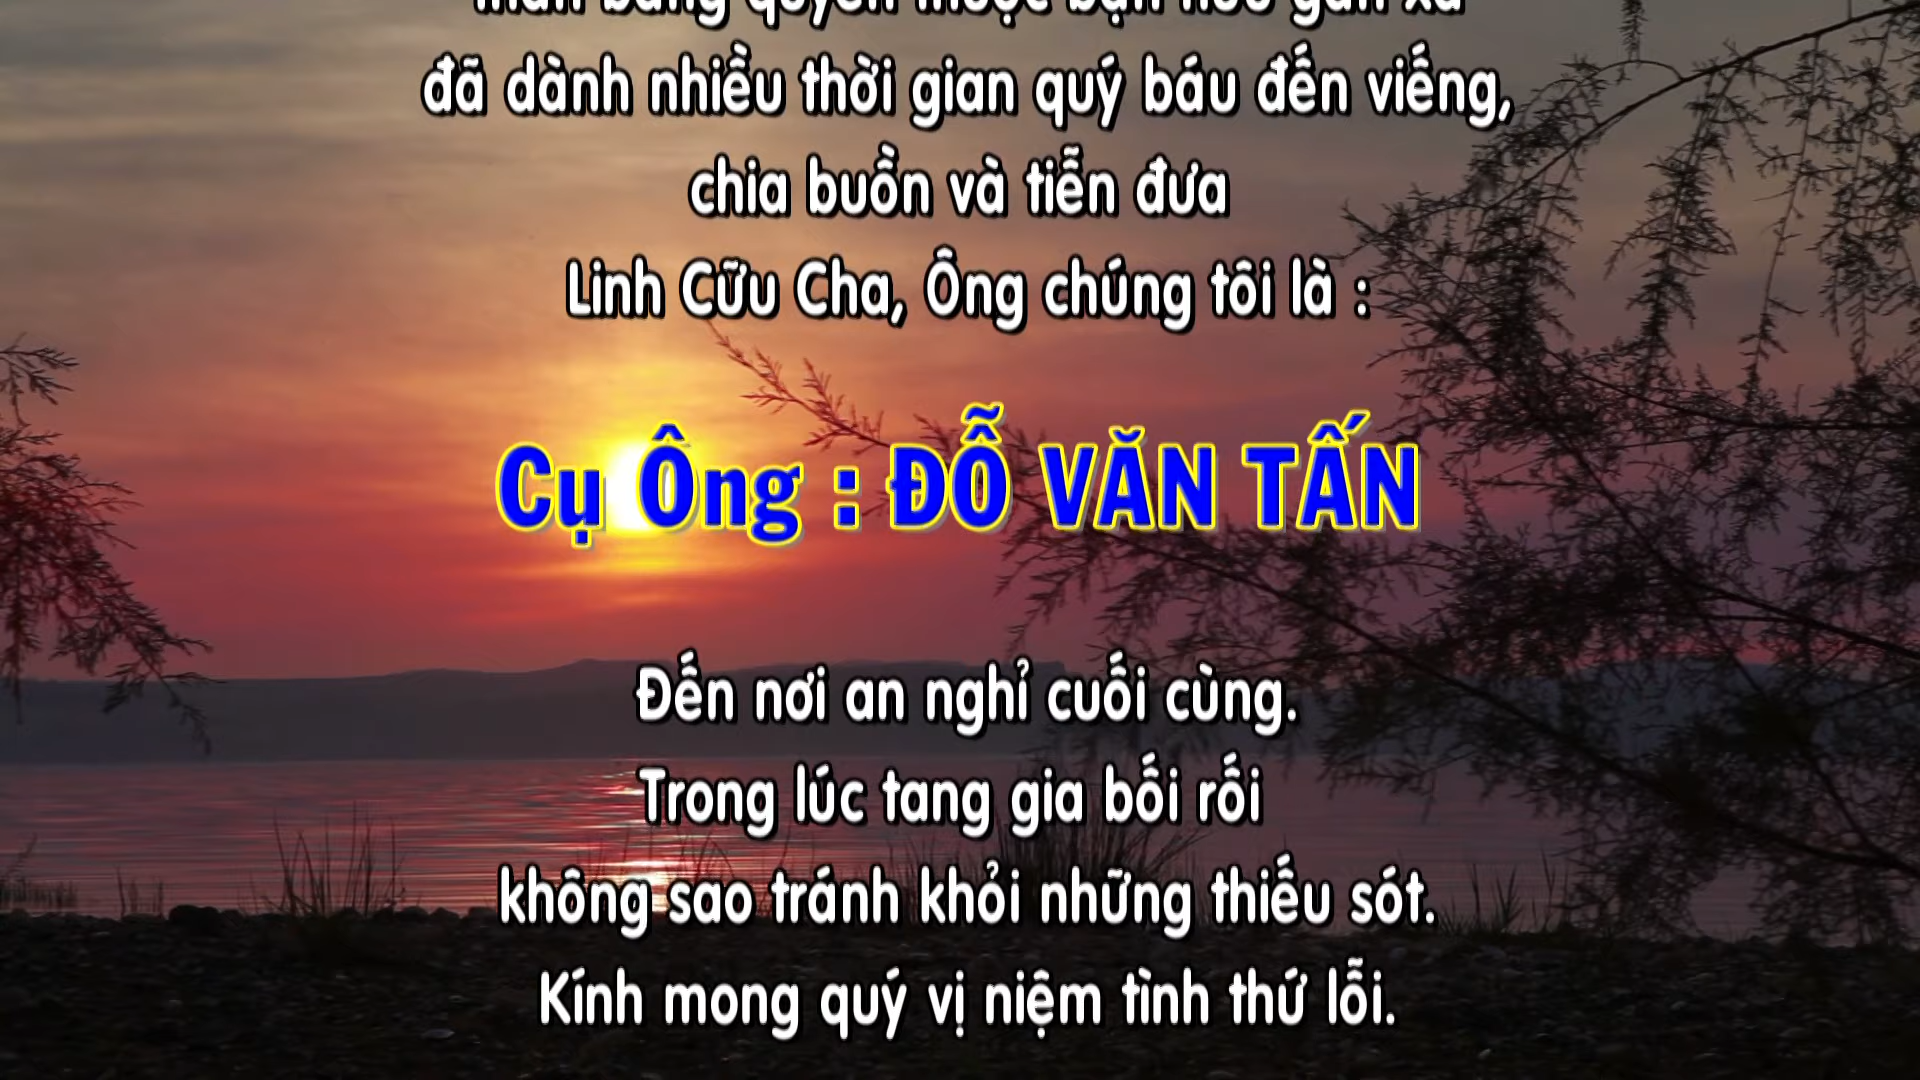 đã dành nhiều thời gian quý báu đến viếng,
chia buồn và tiễn đưa
Linh Cữu Cha, Ông chúng tôi là :
Cụ Ông : ĐỖ VĂN TẤN
Đến nơi an nghỉ cuối cùng.
Trong lúc tang gia bối rối
không sao tránh khỏi những thiếu sót.
Kính mong quý vị niệm tình thứ lỗi.